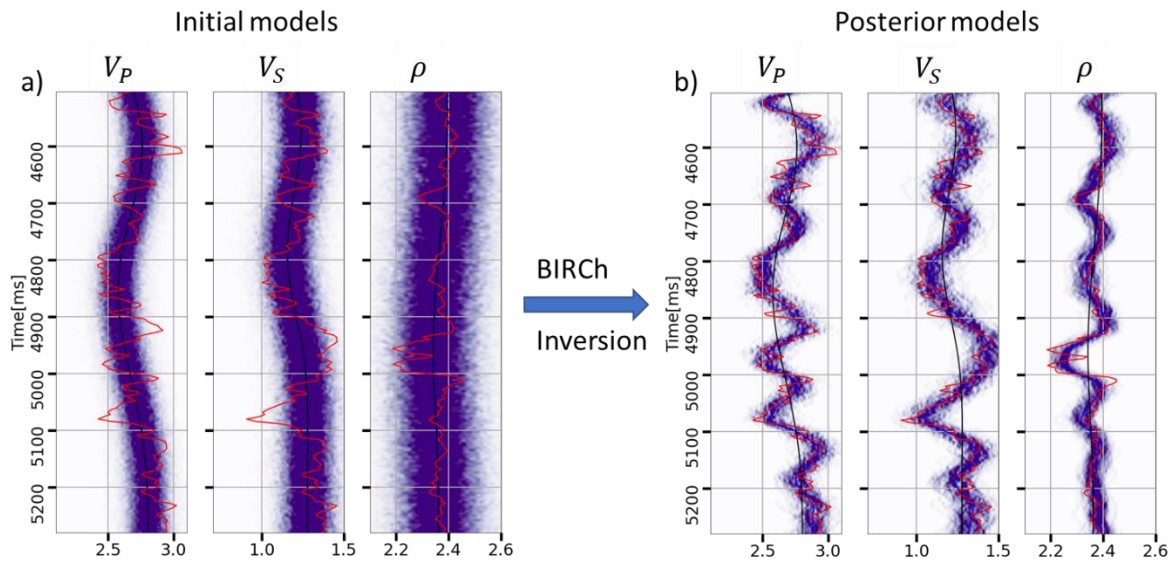 Initial models
Posterior models
a)
V_P
V_S
ρ
b)
V_P
V_S
ρ
Time[ms]
4600
4700
4800
4900
5000
5100
5200
2.5 3.0
1.0 1.5
2.2 2.4 2.6
BIRCh
Inversion
Time[ms]
4600
4700
4800
4900
5000
5100
5200
2.5 3.0
1.0 1.5
2.2 2.4 2.6